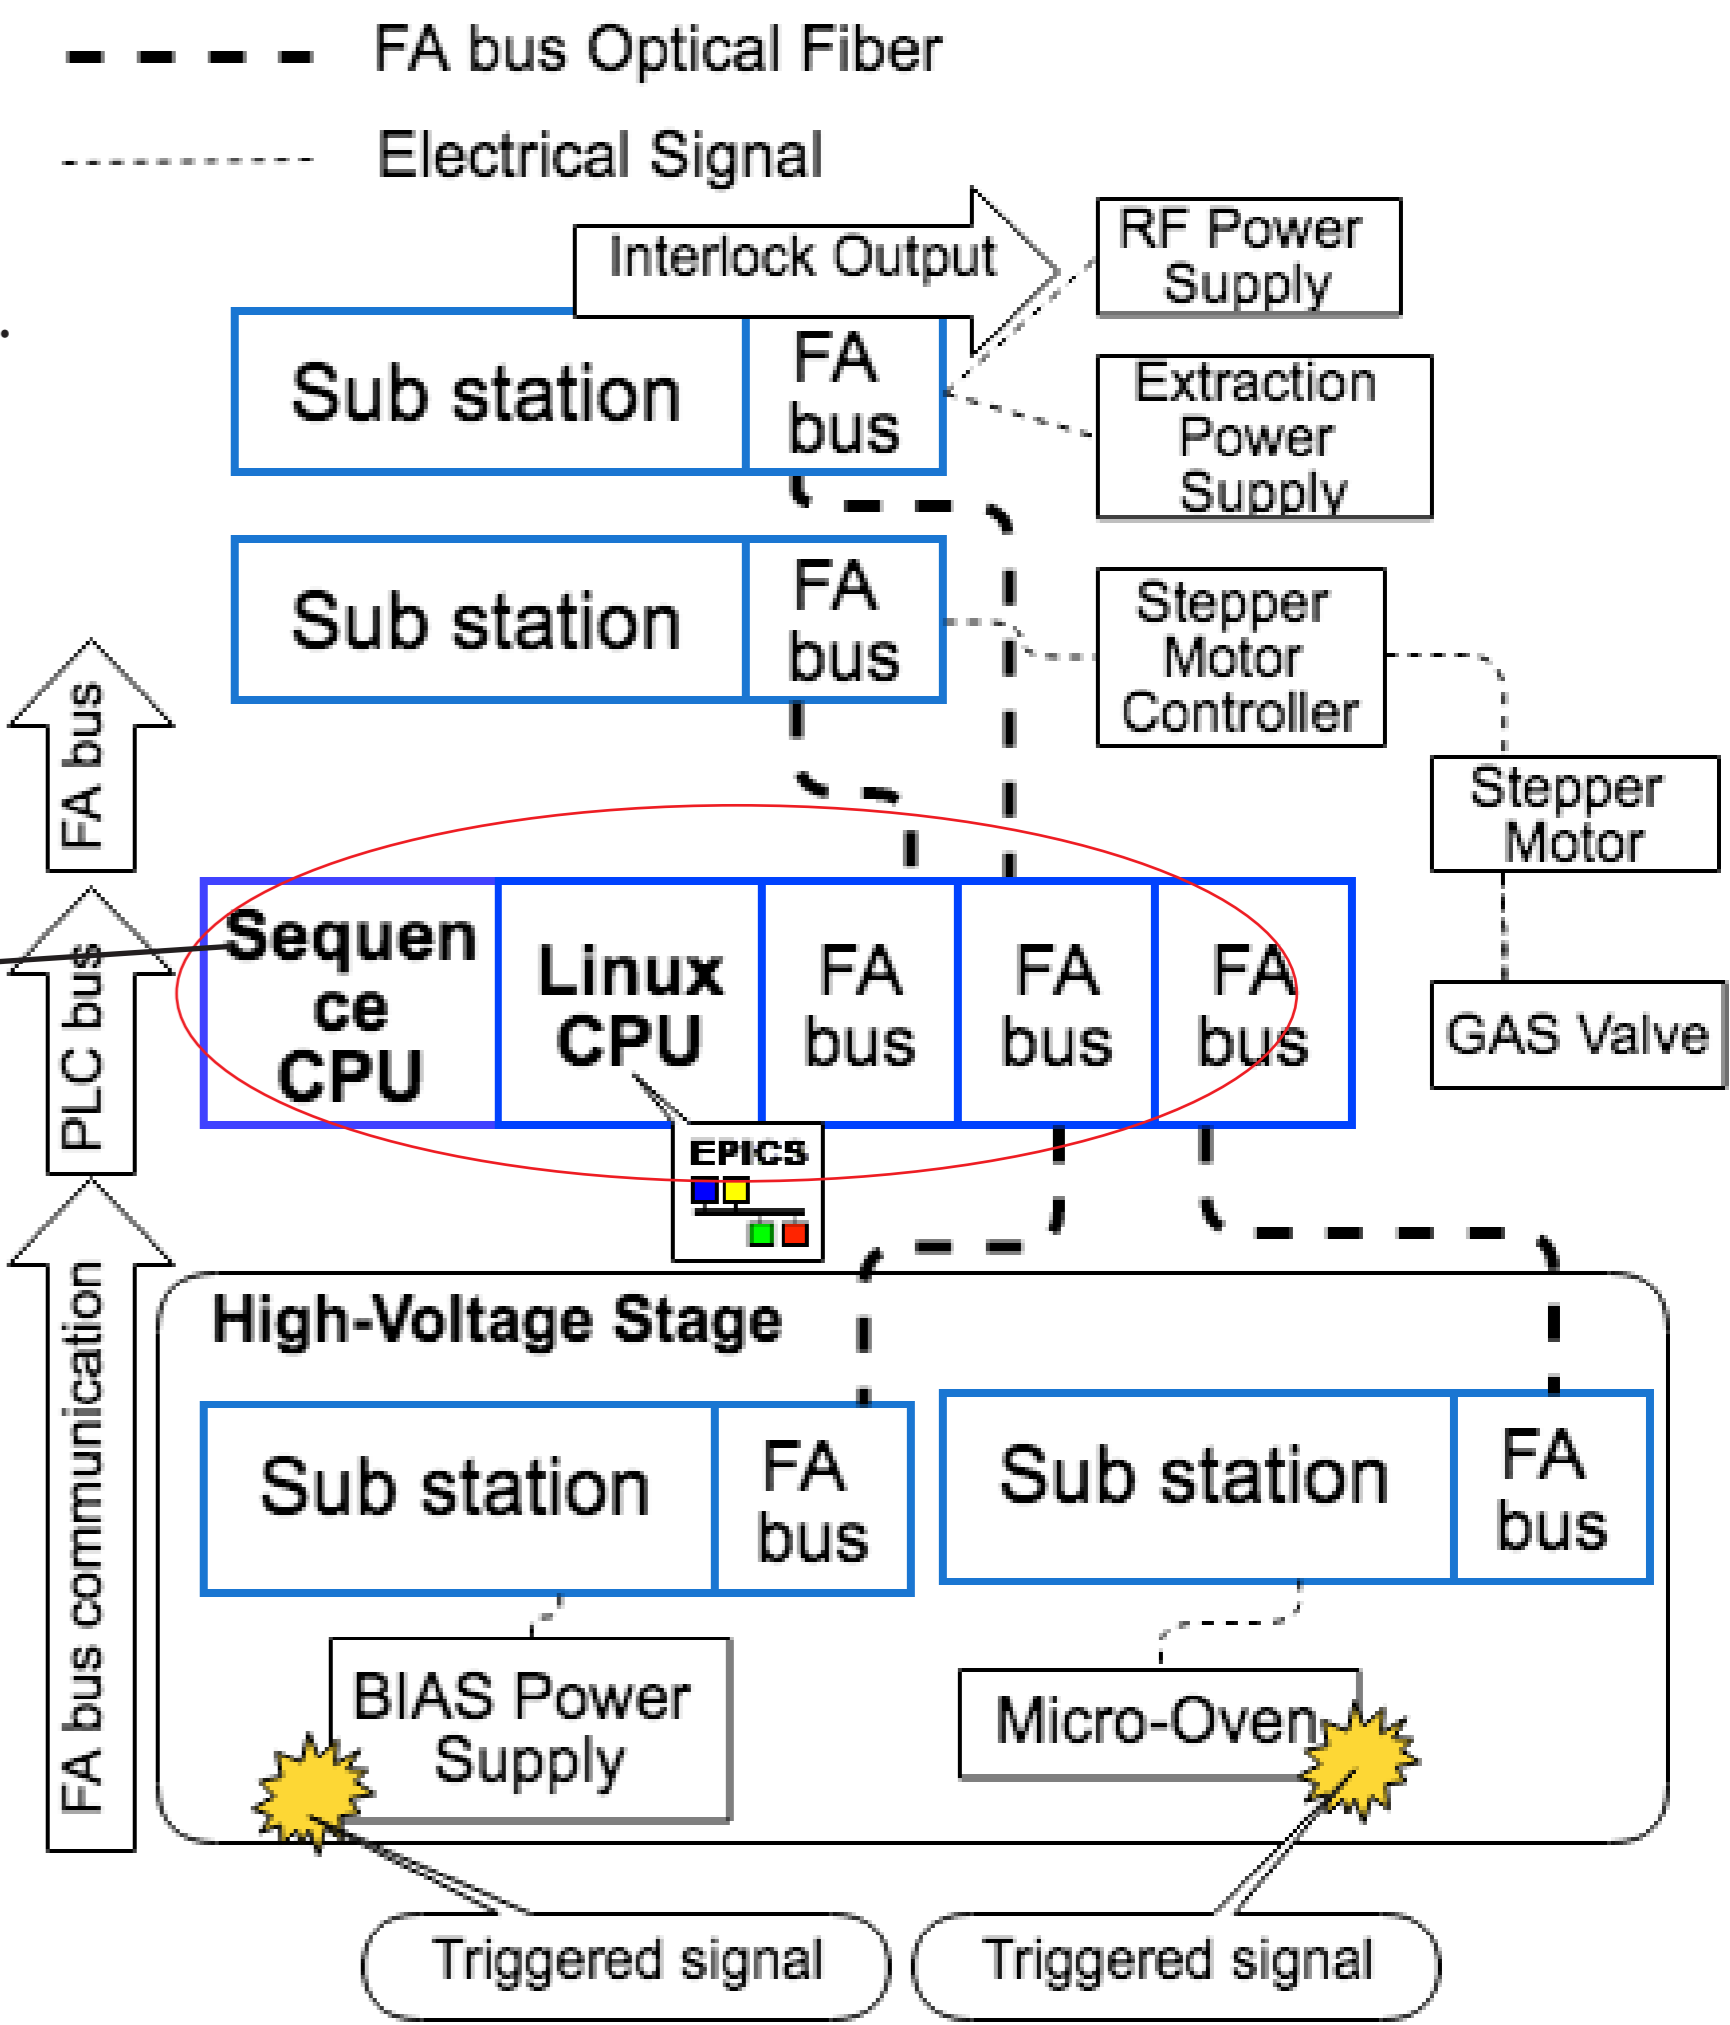 FA bus Optical Fiber
Electrical Signal
Interlock Output
RF Power
Supply
Sub station
FA
bus
Extraction
Power
Supply
Sub station
FA
bus
Stepper
Motor
Controller
FA bus
Stepper
Motor
PLC bus
Sequen
ce
CPU
Linux
CPU
FA
bus
FA
bus
FA
bus
GAS Valve
EPICS
FA bus communication
High-Voltage Stage
Sub station
FA
bus
Sub station
FA
bus
BIAS Power
Supply
Micro-Oven
Triggered signal
Triggered signal